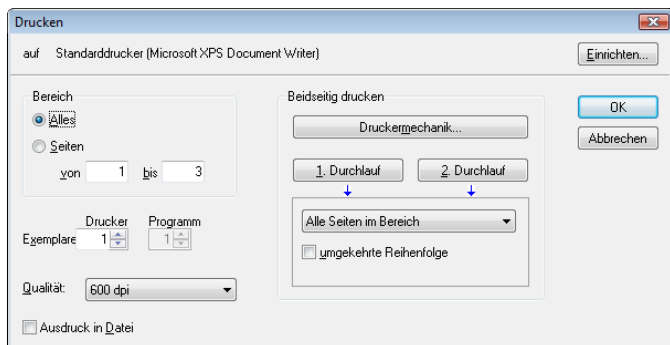 Drucken
auf Standarddrucker (Microsoft XPS Document Writer)
Einrichten...
Bereich
Alles
Seiten
von 1 bis 3
Drucker Programm
Exemplare 1 1
Qualität: 600 dpi
Ausdruck in Datei
Beidseitig drucken
Druckermechanik...
1. Durchlauf 2. Durchlauf
Alle Seiten im Bereich
umgekehrte Reihenfolge
OK
Abbrechen